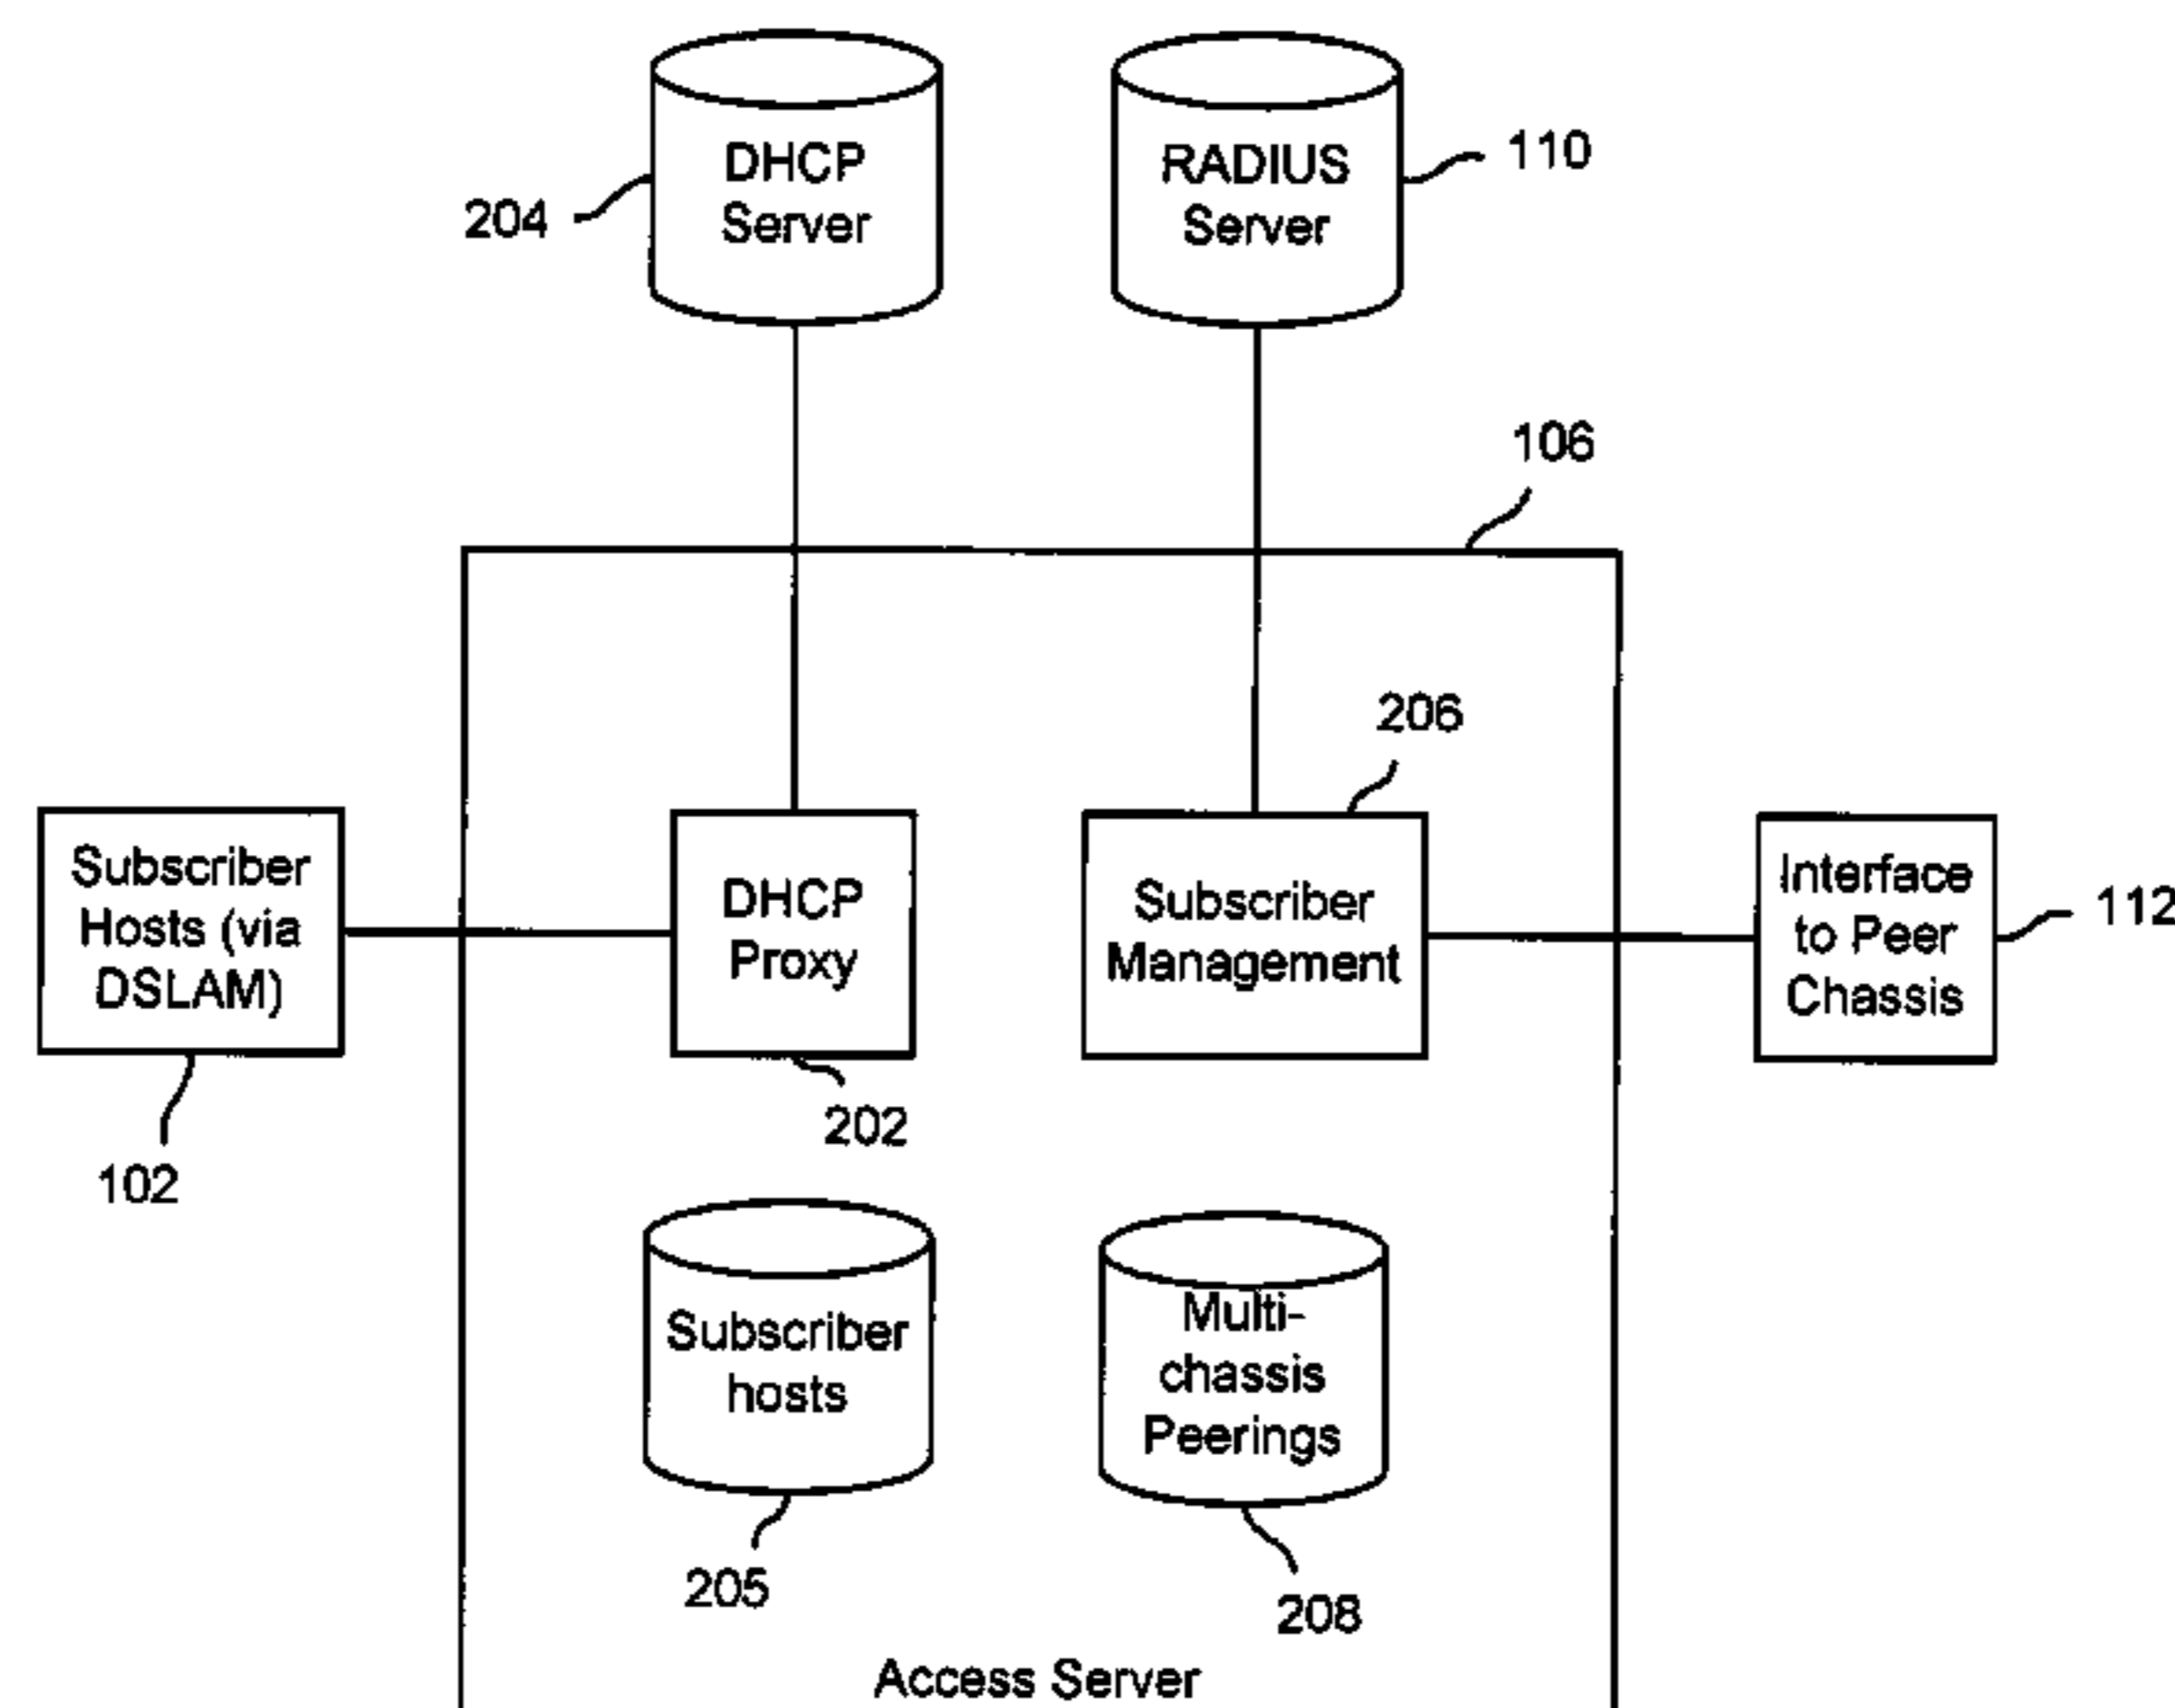 DHCP
Server
204
RADIUS
Server
110
106
206
Subscriber
Hosts (via
DSLAM)
102
DHCP
Proxy
202
Subscriber
Management
Interface
to Peer
Chassis
112
Subscriber
hosts
205
Multi-
chassis
Peerings
208
Access Server